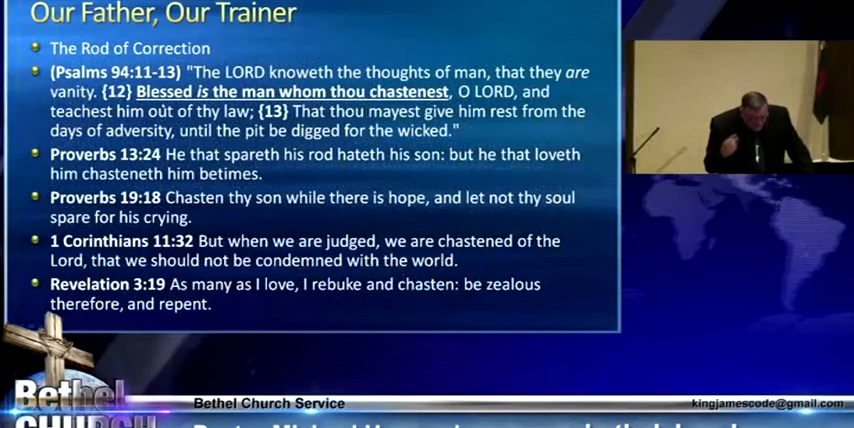 Our Father, Our Trainer
The Rod of Correction
(Psalms 94:11-13) "The LORD knoweth the thoughts of man, that they are
vanity. {12} Blessed is the man whom thou chastenest, O LORD, and
teachest him out of thy law; {13} That thou mayest give him rest from the
days of adversity, until the pit be digged for the wicked."
Proverbs 13:24 He that spareth his rod hateth his son: but he that loveth
him chasteneth him betimes.
Proverbs 19:18 Chasten thy son while there is hope, and let not thy soul
spare for his crying.
1 Corinthians 11:32 But when we are judged, we are chastened of the
Lord, that we should not be condemned with the world.
Revelation 3:19 As many as I love, I rebuke and chasten: be zealous
therefore, and repent.
Bethel
CHURCH
Bethel Church Service
kingjamescode@gmail.com